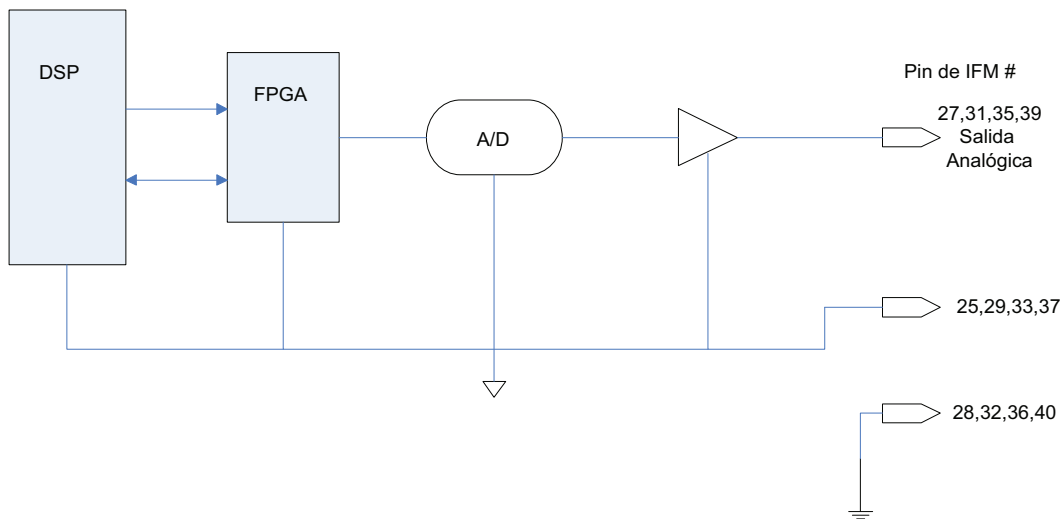 DSP
FPGA
A/D
Pin de IFM #
27,31,35,39
Salida
Analógica
25,29,33,37
28,32,36,40